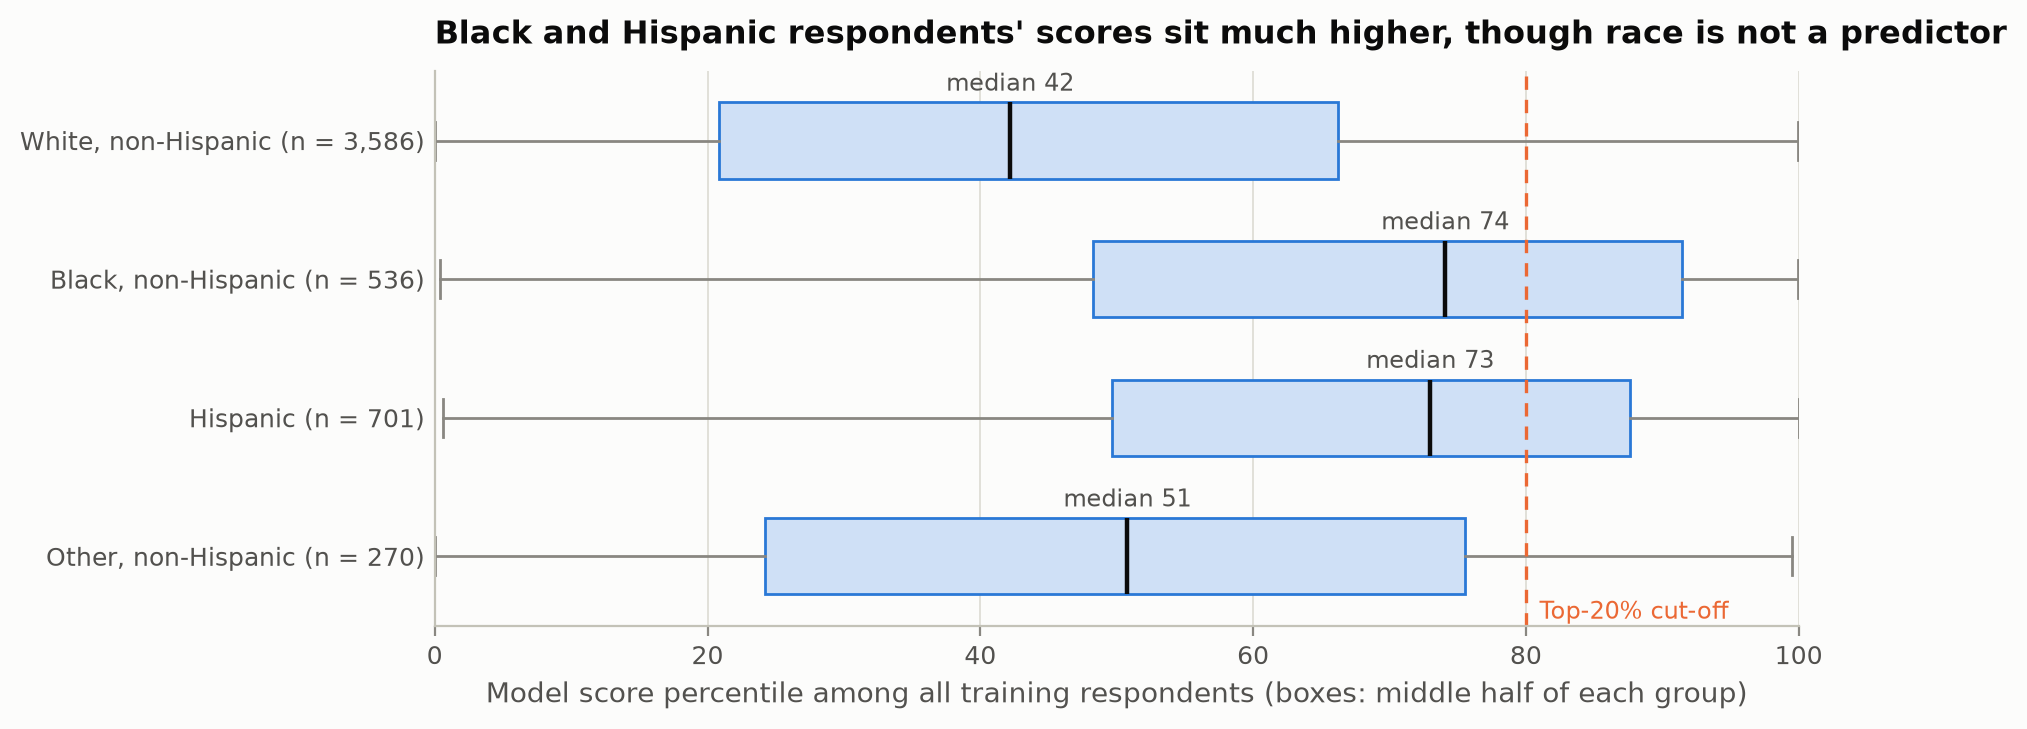 Black and Hispanic respondents' scores sit much higher, though race is not a predictor
median 42
White, non-Hispanic (n = 3,586)
median 74
Black, non-Hispanic (n = 536)
median 73
Hispanic (n = 701)
median 51
Other, non-Hispanic (n = 270)
Top-20% cut-off
0 20 40 60 80 100
Model score percentile among all training respondents (boxes: middle half of each group)